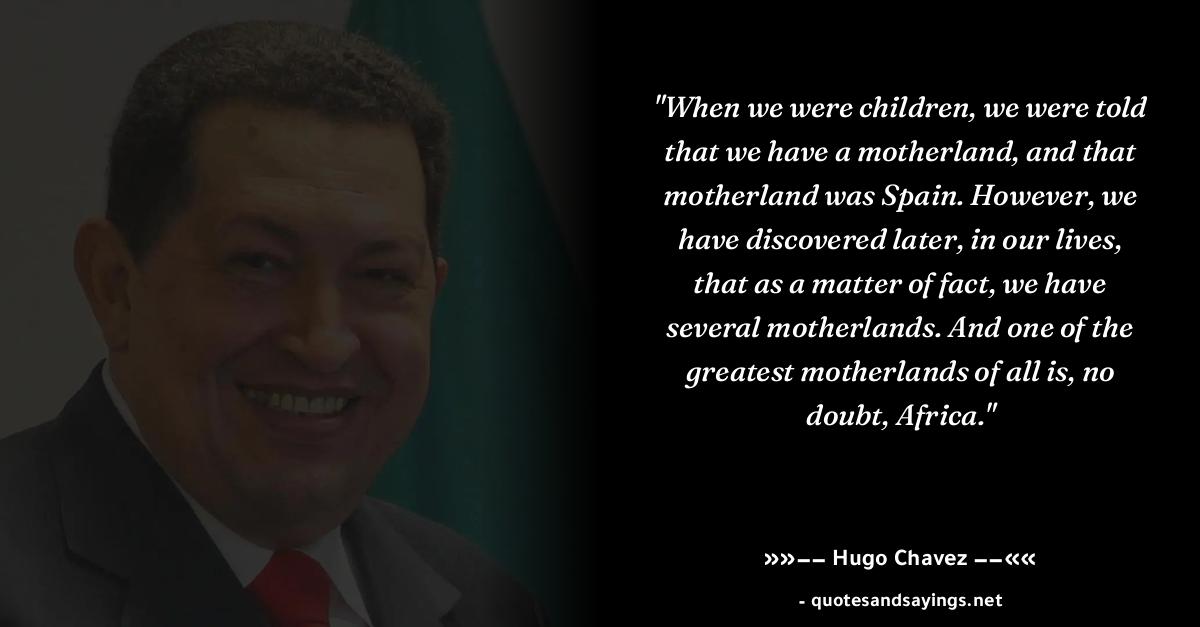 "When we were children, we were told
that we have a motherland, and that
motherland was Spain. However, we
have discovered later, in our lives,
that as a matter of fact, we have
several motherlands. And one of the
greatest motherlands of all is, no
doubt, Africa."
»»–– Hugo Chavez ––««
- quotesandsayings.net